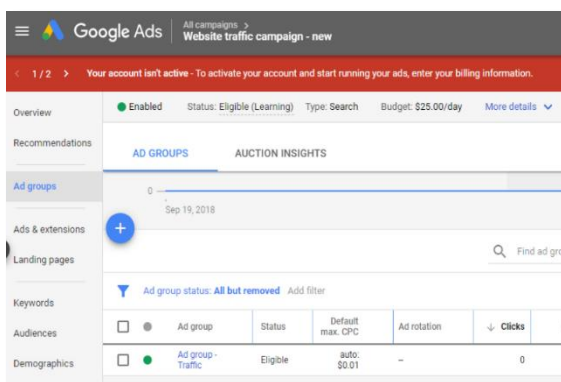 Google Ads
All campaigns >
Website traffic campaign - new
< 1/2 > Your account isn't active - To activate your account and start running your ads, enter your billing information.
Overview
Recommendations
Ad groups
Ads & extensions
Landing pages
Keywords
Audiences
Demographics
Enabled Status: Eligible (Learning) Type: Search Budget: $25.00/day More details
AD GROUPS AUCTION INSIGHTS
0
Sep 19, 2018
+
Find ad gro
Ad group status: All but removed Add filter
Ad group Status Default max. CPC Ad rotation ↓ Clicks
Ad group - Traffic Eligible auto: $0.01 – 0